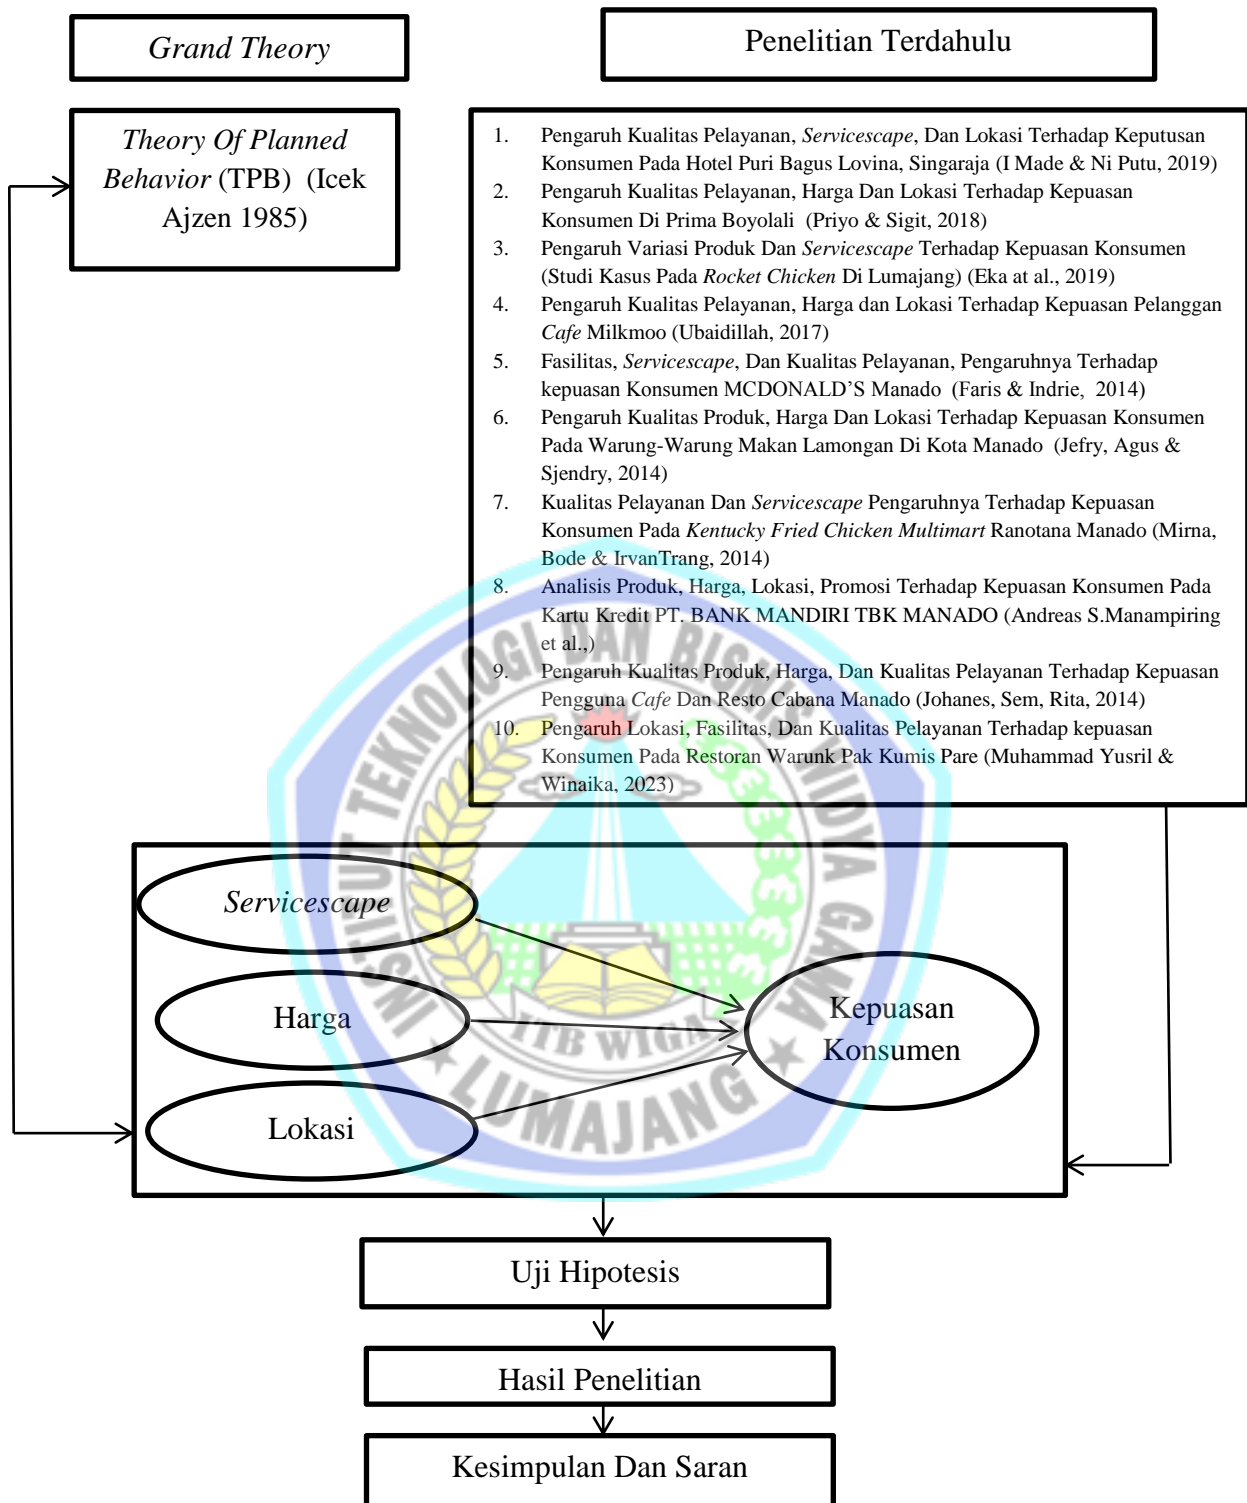 Grand Theory
Penelitian Terdahulu
Theory Of Planned
Behavior (TPB) (Icek
Ajzen 1985)
1. Pengaruh Kualitas Pelayanan, Servicescape, Dan Lokasi Terhadap Keputusan
Konsumen Pada Hotel Puri Bagus Lovina, Singaraja (I Made & Ni Putu, 2019)
2. Pengaruh Kualitas Pelayanan, Harga Dan Lokasi Terhadap Kepuasan
Konsumen Di Prima Boyolali (Priyo & Sigit, 2018)
3. Pengaruh Variasi Produk Dan Servicescape Terhadap Kepuasan Konsumen
(Studi Kasus Pada Rocket Chicken Di Lumajang) (Eka at al., 2019)
4. Pengaruh Kualitas Pelayanan, Harga dan Lokasi Terhadap Kepuasan Pelanggan
Cafe Milkmoo (Ubaidillah, 2017)
5. Fasilitas, Servicescape, Dan Kualitas Pelayanan, Pengaruhnya Terhadap
kepuasan Konsumen MCDONALD'S Manado (Faris & Indrie, 2014)
6. Pengaruh Kualitas Produk, Harga Dan Lokasi Terhadap Kepuasan Konsumen
Pada Warung-Warung Makan Lamongan Di Kota Manado (Jefry, Agus &
Sjendry, 2014)
7. Kualitas Pelayanan Dan Servicescape Pengaruhnya Terhadap Kepuasan
Konsumen Pada Kentucky Fried Chicken Multimart Ranotana Manado (Mirna,
Bode & IrvanTrang, 2014)
8. Analisis Produk, Harga, Lokasi, Promosi Terhadap Kepuasan Konsumen Pada
Kartu Kredit PT. BANK MANDIRI TBK MANADO (Andreas S.Manampiring
et al.,)
9. Pengaruh Kualitas Produk, Harga, Dan Kualitas Pelayanan Terhadap Kepuasan
Pengguna Cafe Dan Resto Cabana Manado (Johanes, Sem, Rita, 2014)
10. Pengaruh Lokasi, Fasilitas, Dan Kualitas Pelayanan Terhadap kepuasan
Konsumen Pada Restoran Warunk Pak Kumis Pare (Muhammad Yusril &
Winaika, 2023)
INSTITUT TEKNOLOGI DAN BISNIS WIDYA GAMA
ITB WIGA
LUMAJANG
Servicescape
Harga
Lokasi
Kepuasan
Konsumen
Uji Hipotesis
Hasil Penelitian
Kesimpulan Dan Saran